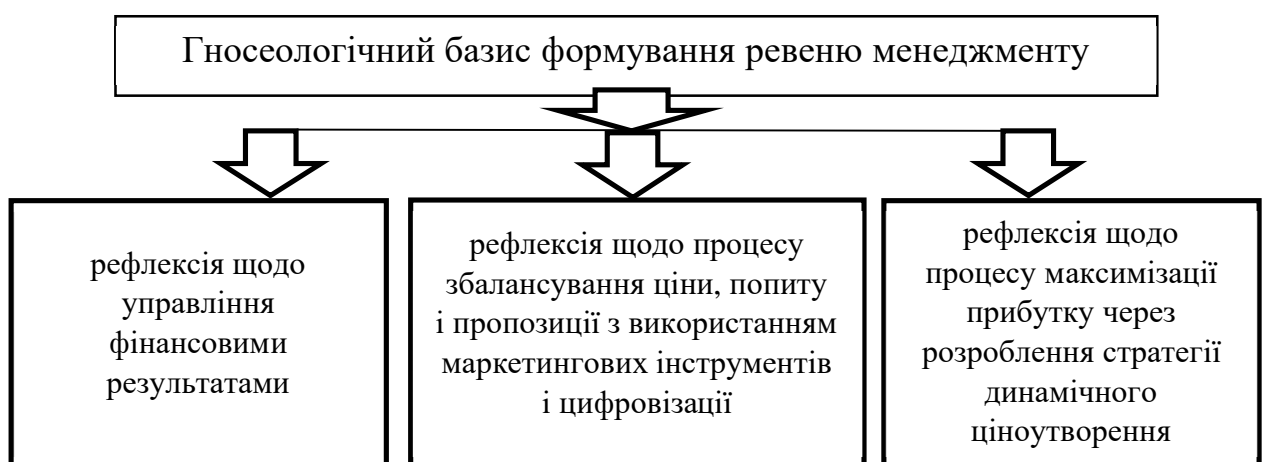 Гносеологічний базис формування ревеню менеджменту
рефлексія щодо
управління
фінансовими
результатами
рефлексія щодо процесу
збалансування ціни, попиту
і пропозиції з використанням
маркетингових інструментів
і цифровізації
рефлексія щодо
процесу максимізації
прибутку через
розроблення стратегії
динамічного
ціноутворення